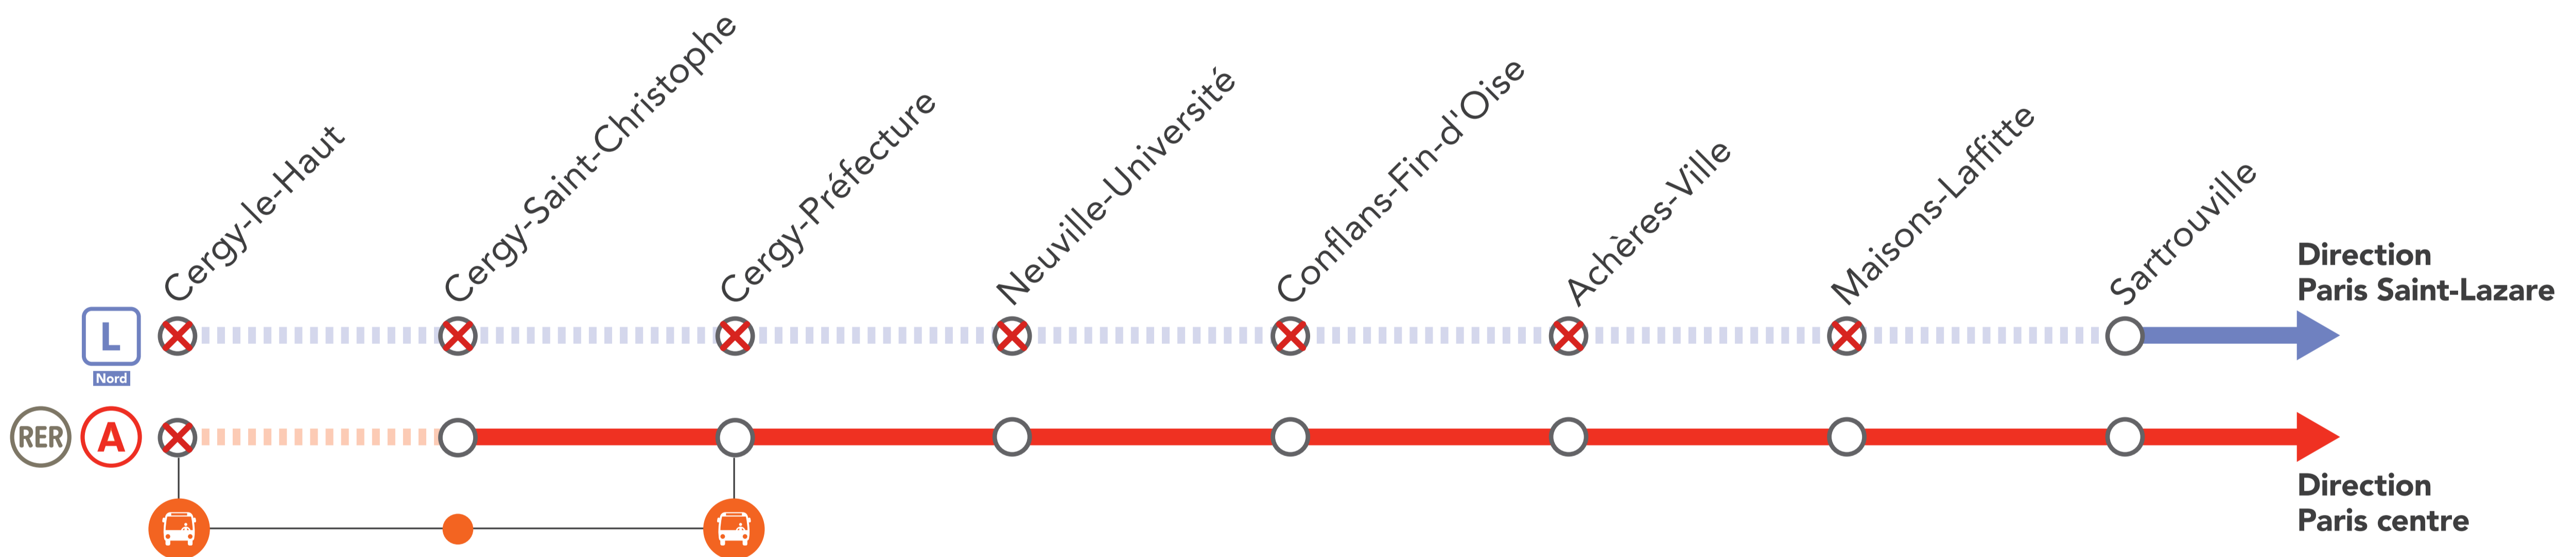 Cergy-le-Haut
Cergy-Saint-Christophe
Cergy-Préfecture
Neuville-Université
Conflans-Fin-d'Oise
Achères-Ville
Maisons-Laffitte
Sartrouville
Direction
Paris Saint-Lazare
L
Nord
RER A
Direction
Paris centre